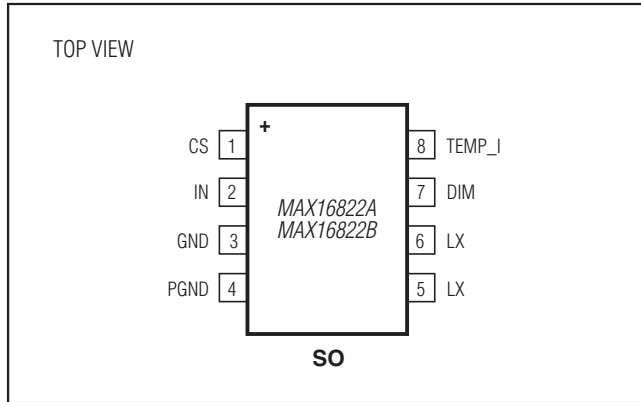 TOP VIEW
+
CS 1
8 TEMP_I
IN 2
7 DIM
MAX16822A
MAX16822B
GND 3
6 LX
PGND 4
5 LX
SO